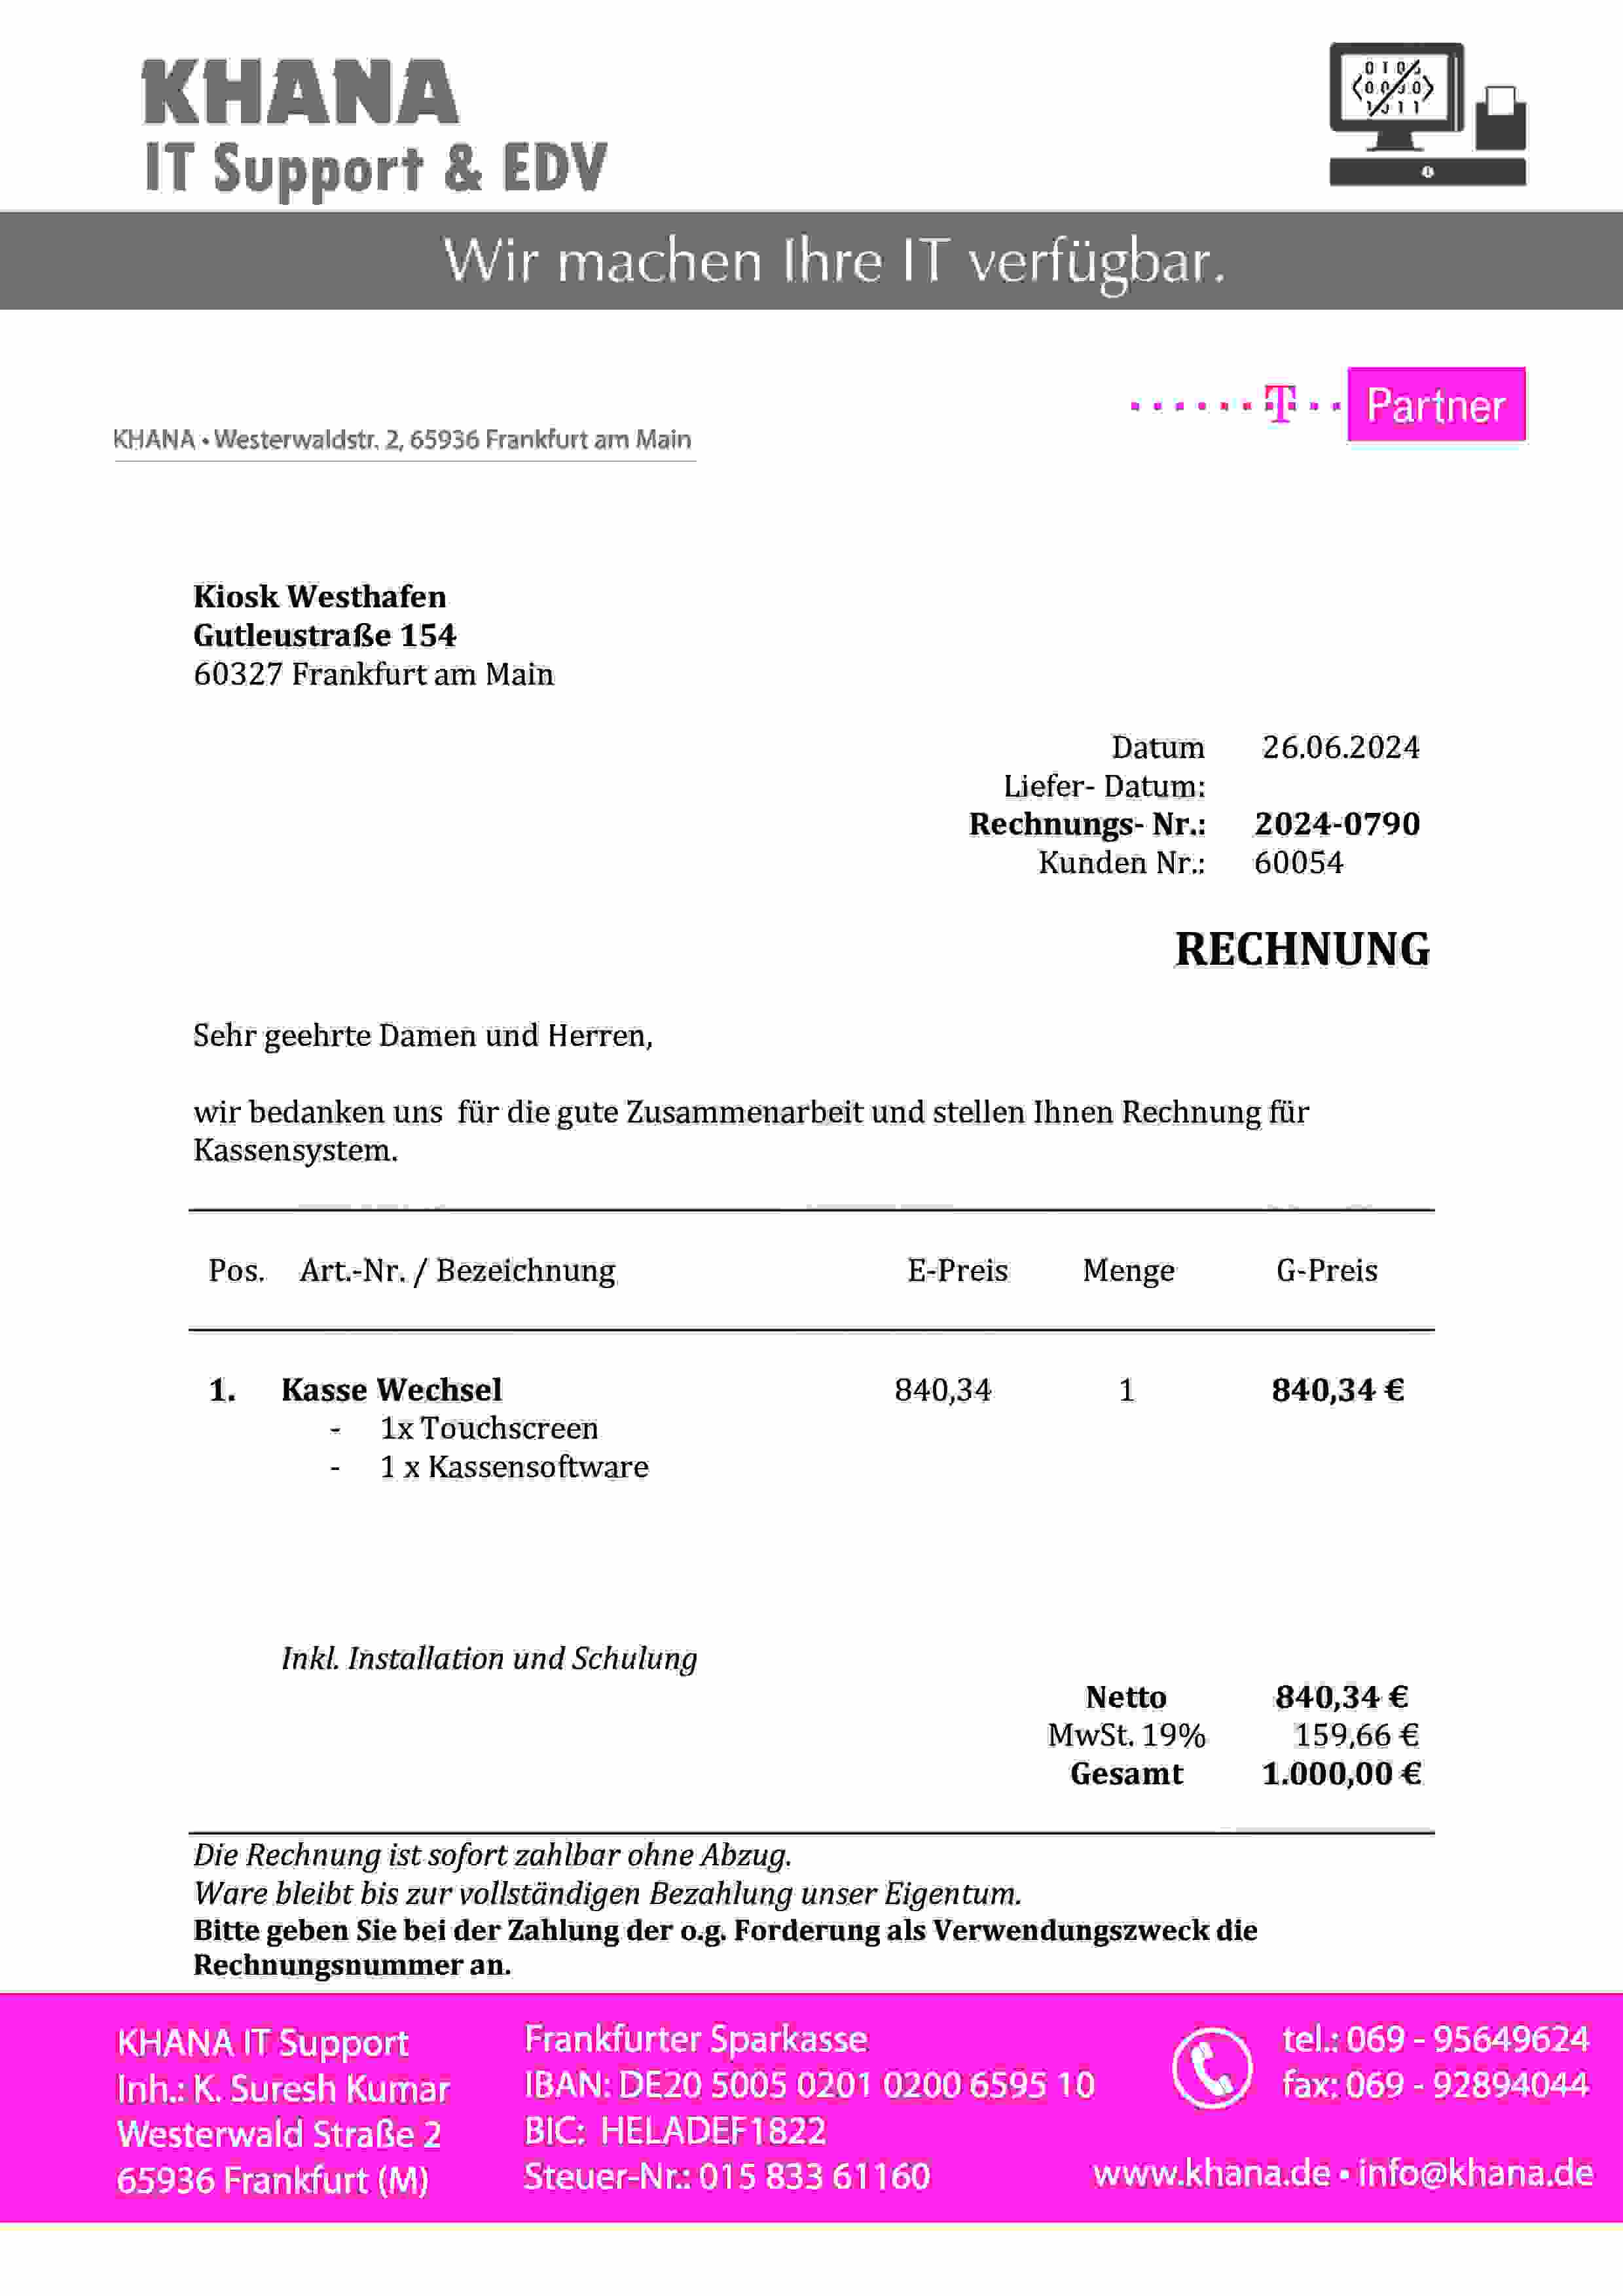 KHANA
IT Support & EDV
Wir machen Ihre IT verfügbar.
T Partner
KHANA • Westerwaldstr. 2, 65936 Frankfurt am Main
Kiosk Westhafen
Gutleustraße 154
60327 Frankfurt am Main
Datum 26.06.2024
Liefer- Datum:
Rechnungs- Nr.: 2024-0790
Kunden Nr.: 60054
RECHNUNG
Sehr geehrte Damen und Herren,
wir bedanken uns für die gute Zusammenarbeit und stellen Ihnen Rechnung für
Kassensystem.
Pos. Art.-Nr. / Bezeichnung E-Preis Menge G-Preis
1. Kasse Wechsel 840,34 1 840,34 €
- 1x Touchscreen
- 1 x Kassensoftware
Inkl. Installation und Schulung
Netto 840,34 €
MwSt. 19% 159,66 €
Gesamt 1.000,00 €
Die Rechnung ist sofort zahlbar ohne Abzug.
Ware bleibt bis zur vollständigen Bezahlung unser Eigentum.
Bitte geben Sie bei der Zahlung der o.g. Forderung als Verwendungszweck die
Rechnungsnummer an.
KHANA IT Support
Inh.: K. Suresh Kumar
Westerwald Straße 2
65936 Frankfurt (M)
Frankfurter Sparkasse
IBAN: DE20 5005 0201 0200 6595 10
BIC: HELADEF1822
Steuer-Nr.: 015 833 61160
tel.: 069 - 95649624
fax: 069 - 92894044
www.khana.de • info@khana.de